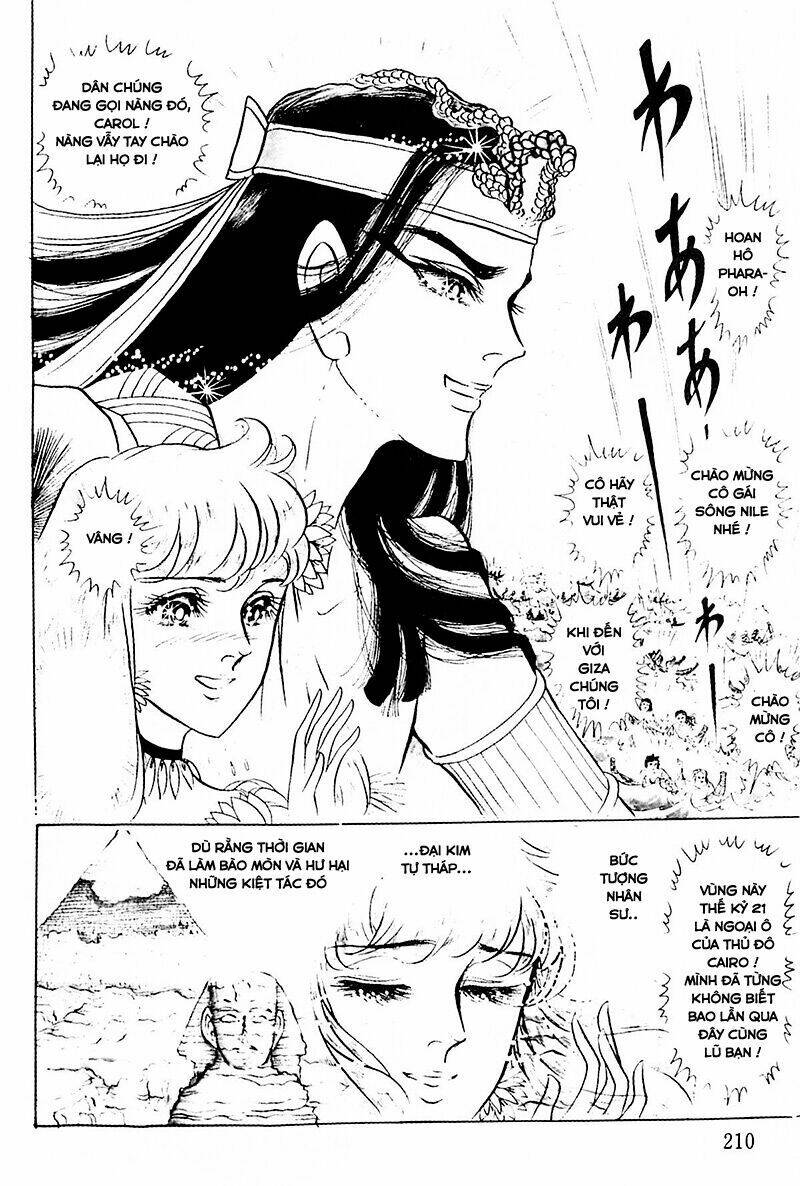 DÂN CHÚNG
ĐANG GỌI NÀNG ĐÓ,
CAROL !
NÀNG VẪY TAY CHÀO
LẠI HỌ ĐI !
わ
あ
あ
HOAN
HÔ
PHARA-
OH !
わ
あ
あ
CHÀO MỪNG
CÔ GÁI
SÔNG NILE
NHÉ !
CÔ HÃY
THẬT
VUI VẺ !
VÂNG !
わ
KHI ĐẾN
VỚI
GIZA
CHÚNG
TÔI !
CHÀO
MỪNG
CÔ !
DÙ RẰNG THỜI GIAN
ĐÃ LÀM BÀO MÒN VÀ HƯ HẠI
NHỮNG KIỆT TÁC ĐÓ
...ĐẠI KIM
TỰ THÁP...
BỨC
TƯỢNG
NHÂN
SƯ..
VÙNG NÀY
THẾ KỶ 21
LÀ NGOẠI Ô
CỦA THỦ ĐÔ
CAIRO !
MÌNH ĐÃ TỪNG
KHÔNG BIẾT
BAO LẦN QUA
ĐÂY CÙNG
LŨ BẠN !
210